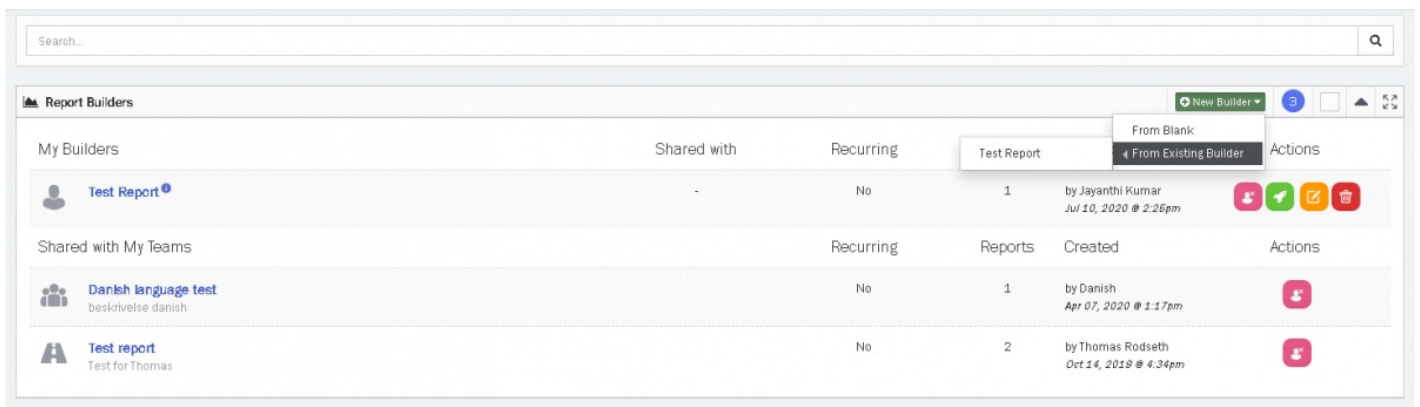 Search...
Report Builders
New Builder
3
From Blank
From Existing Builder
Test Report
My Builders
Shared with
Recurring
Actions
Test Report
-
No
1
by Jayanthi Kumar
Jul 10, 2020 @ 2:25pm
Shared with My Teams
Recurring
Reports
Created
Actions
Danish language test
beskrivelse danish
No
1
by Danish
Apr 07, 2020 @ 1:17pm
Test report
Test for Thomas
No
2
by Thomas Rodseth
Oct 14, 2019 @ 4:34pm